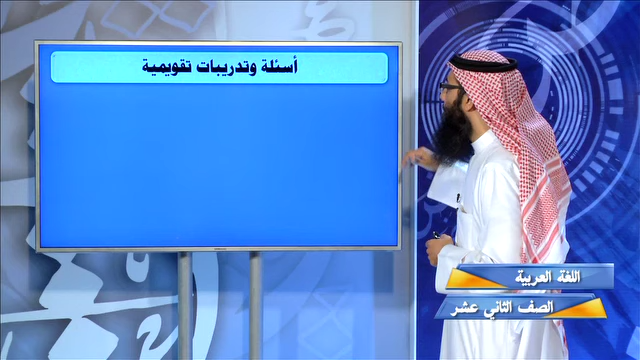 أسئلة وتدريبات تقويمية
اللغة العربية
الصف الثاني عشر